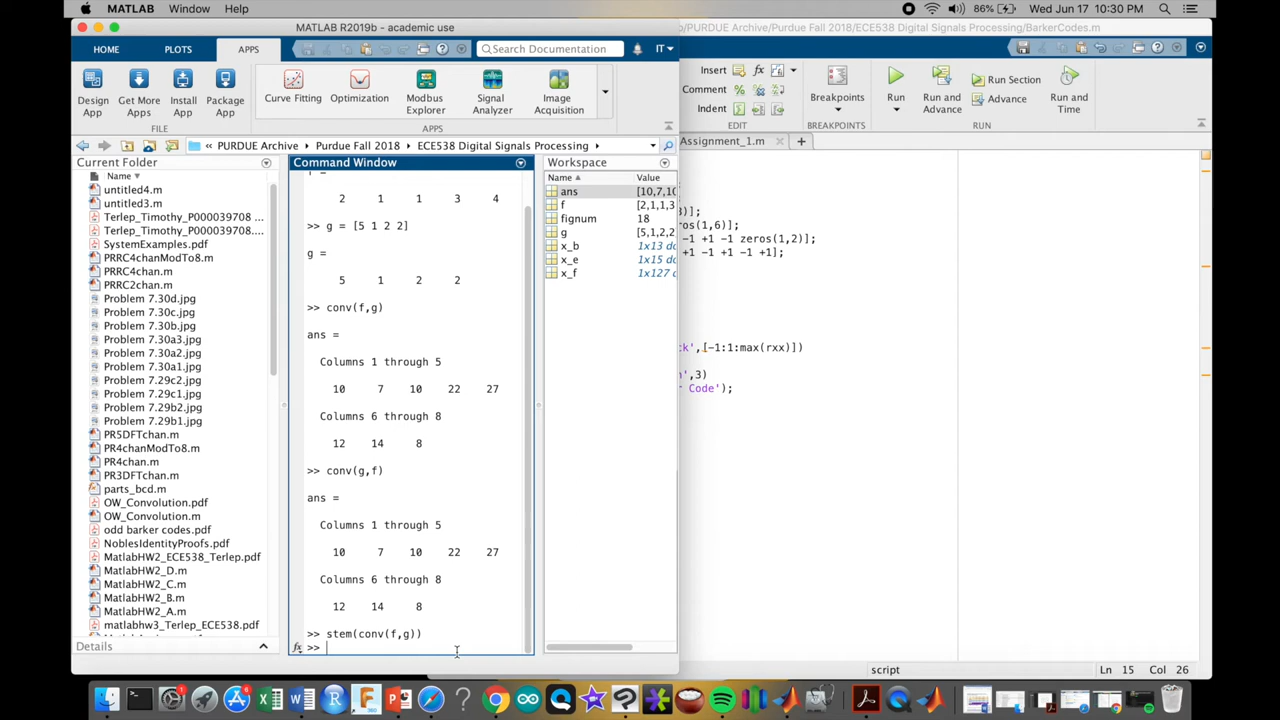 MATLAB Window Help
86% Wed Jun 17 10:30 PM
MATLAB R2019b - academic use
/PURDUE Archive/Purdue Fall 2018/ECE538 Digital Signals Processing/BarkerCodes.m
HOME PLOTS APPS
Search Documentation
IT
Design App
Get More Apps
Install App
Package App
Curve Fitting
Optimization
Modbus Explorer
Signal Analyzer
Image Acquisition
FILE
APPS
Insert fx
Comment
Indent
EDIT
Breakpoints
BREAKPOINTS
Run
Run and Advance
Run Section
Advance
Run and Time
RUN
« PURDUE Archive ▸ Purdue Fall 2018 ▸ ECE538 Digital Signals Processing ▸
Assignment_1.m
Current Folder
Name
untitled4.m
untitled3.m
Terlep_Timothy_P000039708 ...
Terlep_Timothy_P000039708....
SystemExamples.pdf
PRRC4chanModTo8.m
PRRC4chan.m
PRRC2chan.m
Problem 7.30d.jpg
Problem 7.30c.jpg
Problem 7.30b.jpg
Problem 7.30a3.jpg
Problem 7.30a2.jpg
Problem 7.30a1.jpg
Problem 7.29c2.jpg
Problem 7.29c1.jpg
Problem 7.29b2.jpg
Problem 7.29b1.jpg
PR5DFTchan.m
PR4chanModTo8.m
PR4chan.m
PR3DFTchan.m
parts_bcd.m
OW_Convolution.pdf
OW_Convolution.m
odd barker codes.pdf
NoblesIdentityProofs.pdf
MatlabHW2_ECE538_Terlep.pdf
MatlabHW2_D.m
MatlabHW2_C.m
MatlabHW2_B.m
MatlabHW2_A.m
matlabhw3_Terlep_ECE538.pdf
Details
Command Window
2 1 1 3 4
>> g = [5 1 2 2]
g =
5 1 2 2
>> conv(f,g)
ans =
Columns 1 through 5
10 7 10 22 27
Columns 6 through 8
12 14 8
>> conv(g,f)
ans =
Columns 1 through 5
10 7 10 22 27
Columns 6 through 8
12 14 8
>> stem(conv(f,g))
fx >>
Workspace
Name Value
ans [10,7,10
f [2,1,1,3
fignum 18
g [5,1,2,2
x_b 1x13 do
x_e 1x15 do
x_f 1x127 d
3)];
ros(1,6)];
-1 +1 -1 zeros(1,2)];
+1 +1 -1 +1 -1 +1];
ck',[-1:1:max(rxx)])
n',3)
r Code');
script
Ln 15 Col 26